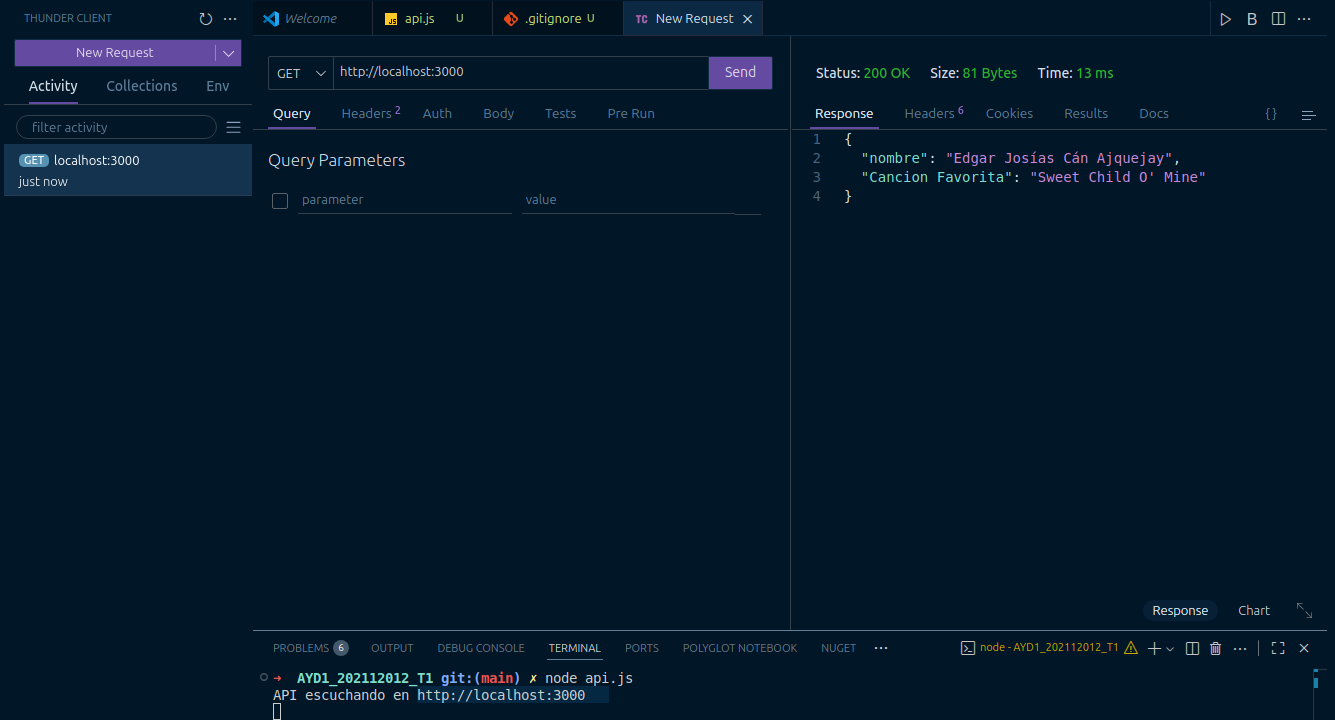 THUNDER CLIENT
New Request
Activity Collections Env
filter activity
GET localhost:3000
just now
Welcome
JS api.js U
.gitignore U
TC New Request
B
GET http://localhost:3000 Send
Query Headers 2 Auth Body Tests Pre Run
Query Parameters
parameter value
Status: 200 OK Size: 81 Bytes Time: 13 ms
Response Headers 6 Cookies Results Docs {}
1 {
2 "nombre": "Edgar Josías Cán Ajquejay",
3 "Cancion Favorita": "Sweet Child O' Mine"
4 }
Response Chart
PROBLEMS 6 OUTPUT DEBUG CONSOLE TERMINAL PORTS POLYGLOT NOTEBOOK NUGET ···
node - AYD1_202112012_T1
➜ AYD1_202112012_T1 git:(main) ✗ node api.js
API escuchando en http://localhost:3000